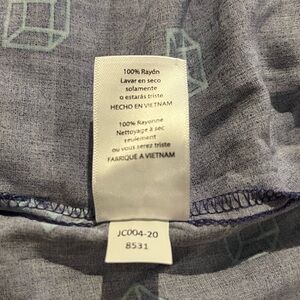 100% Rayón
Lavar en seco
solamente
o estarás triste
HECHO EN VIETNAM
100% Rayonne
Nettoyage à sec
seulement
ou vous serez triste
FABRIQUÉ A VIETNAM
JC004-20
8531